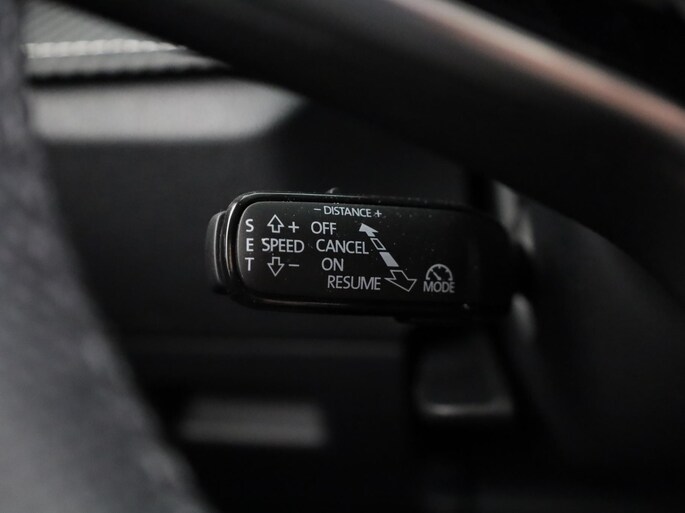 - DISTANCE +
S + OFF
E SPEED CANCEL
T - ON
RESUME
MODE